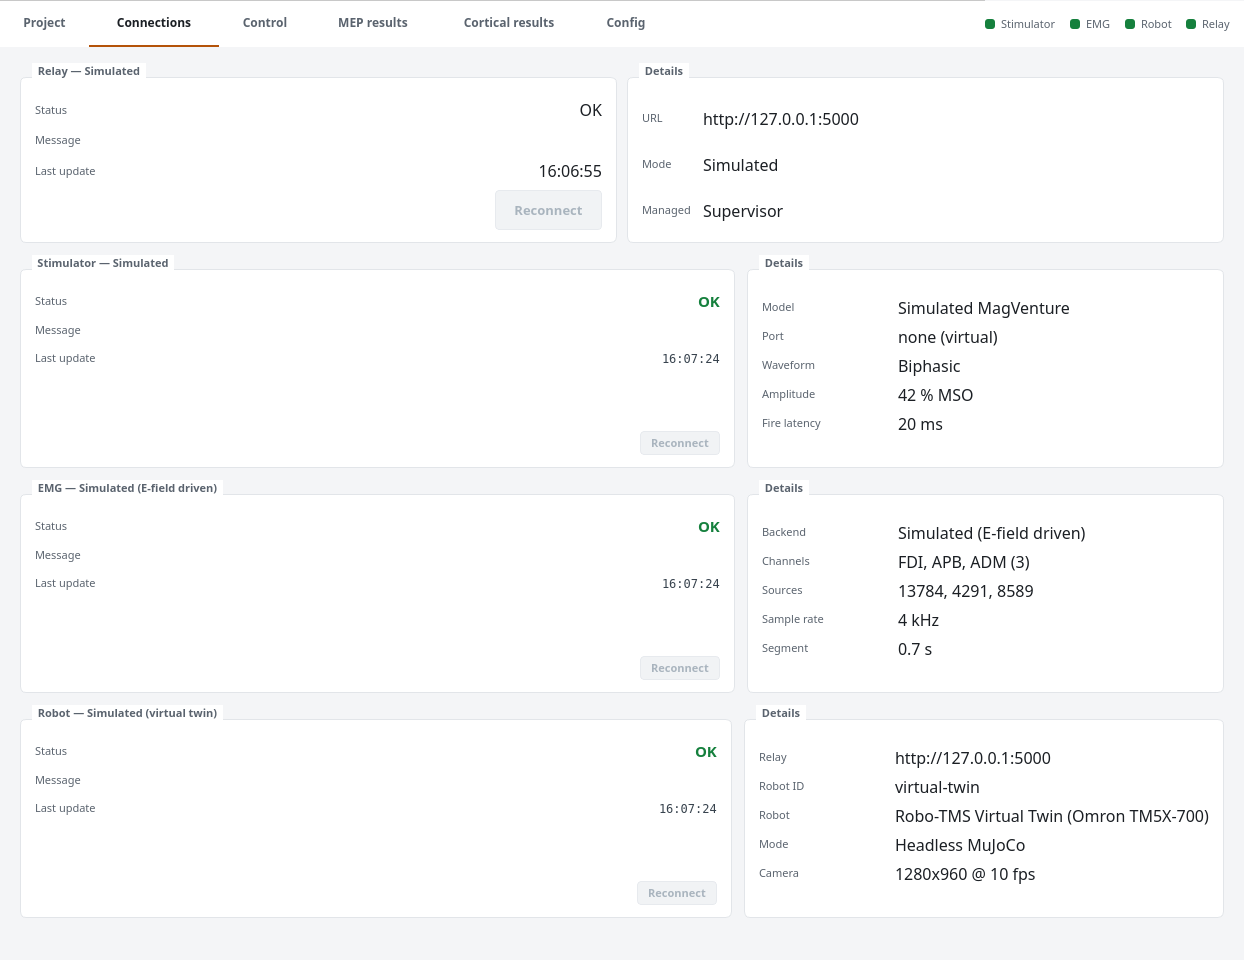 Project Connections Control MEP results Cortical results Config Stimulator EMG Robot Relay
Relay — Simulated
Status OK
Message
Last update 16:06:55
Reconnect
Details
URL http://127.0.0.1:5000
Mode Simulated
Managed Supervisor
Stimulator — Simulated
Status OK
Message
Last update 16:07:24
Reconnect
Details
Model Simulated MagVenture
Port none (virtual)
Waveform Biphasic
Amplitude 42 % MSO
Fire latency 20 ms
EMG — Simulated (E-field driven)
Status OK
Message
Last update 16:07:24
Reconnect
Details
Backend Simulated (E-field driven)
Channels FDI, APB, ADM (3)
Sources 13784, 4291, 8589
Sample rate 4 kHz
Segment 0.7 s
Robot — Simulated (virtual twin)
Status OK
Message
Last update 16:07:24
Reconnect
Details
Relay http://127.0.0.1:5000
Robot ID virtual-twin
Robot Robo-TMS Virtual Twin (Omron TM5X-700)
Mode Headless MuJoCo
Camera 1280x960 @ 10 fps